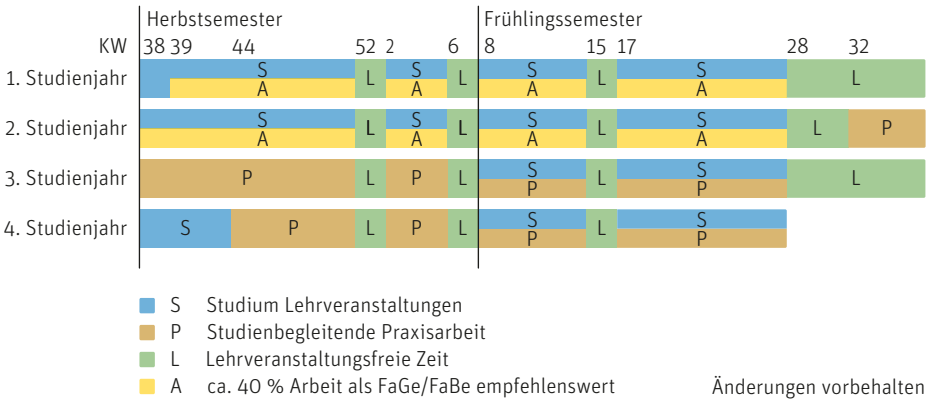 Herbstsemester Frühlingssemester
KW 38 39 44 52 2 6 8 15 17 28 32
1. Studienjahr S A L S A L S A L S A L
2. Studienjahr S A L S A L S A L S A L P
3. Studienjahr P L P L S P L S P L
4. Studienjahr S P L P L S P L S P
S Studium Lehrveranstaltungen
P Studienbegleitende Praxisarbeit
L Lehrveranstaltungsfreie Zeit
A ca. 40 % Arbeit als FaGe/FaBe empfehlenswert Änderungen vorbehalten